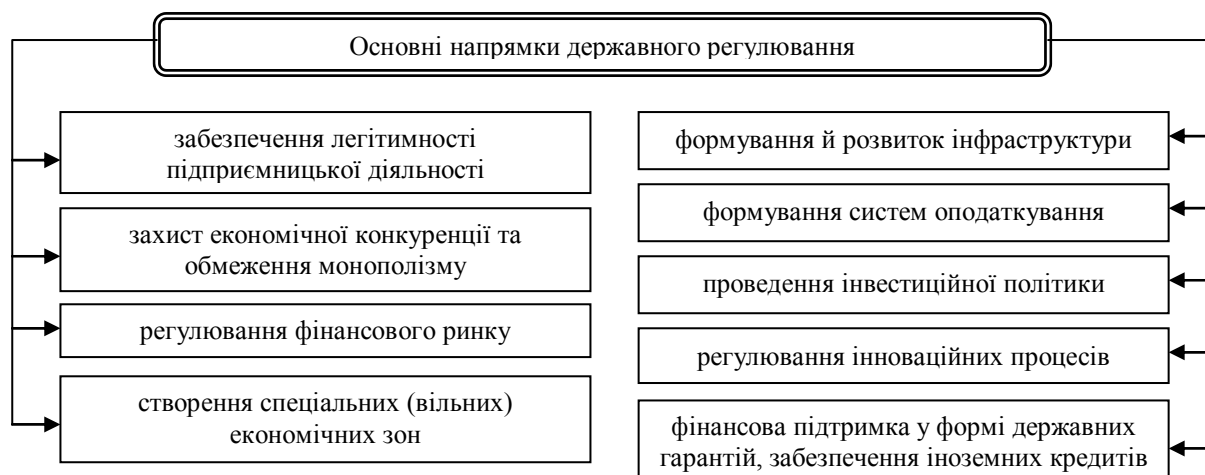 Основні напрямки державного регулювання
забезпечення легітимності
підприємницької діяльності
захист економічної конкуренції та
обмеження монополізму
регулювання фінансового ринку
створення спеціальних (вільних)
економічних зон
формування й розвиток інфраструктури
формування систем оподаткування
проведення інвестиційної політики
регулювання інноваційних процесів
фінансова підтримка у формі державних
гарантій, забезпечення іноземних кредитів